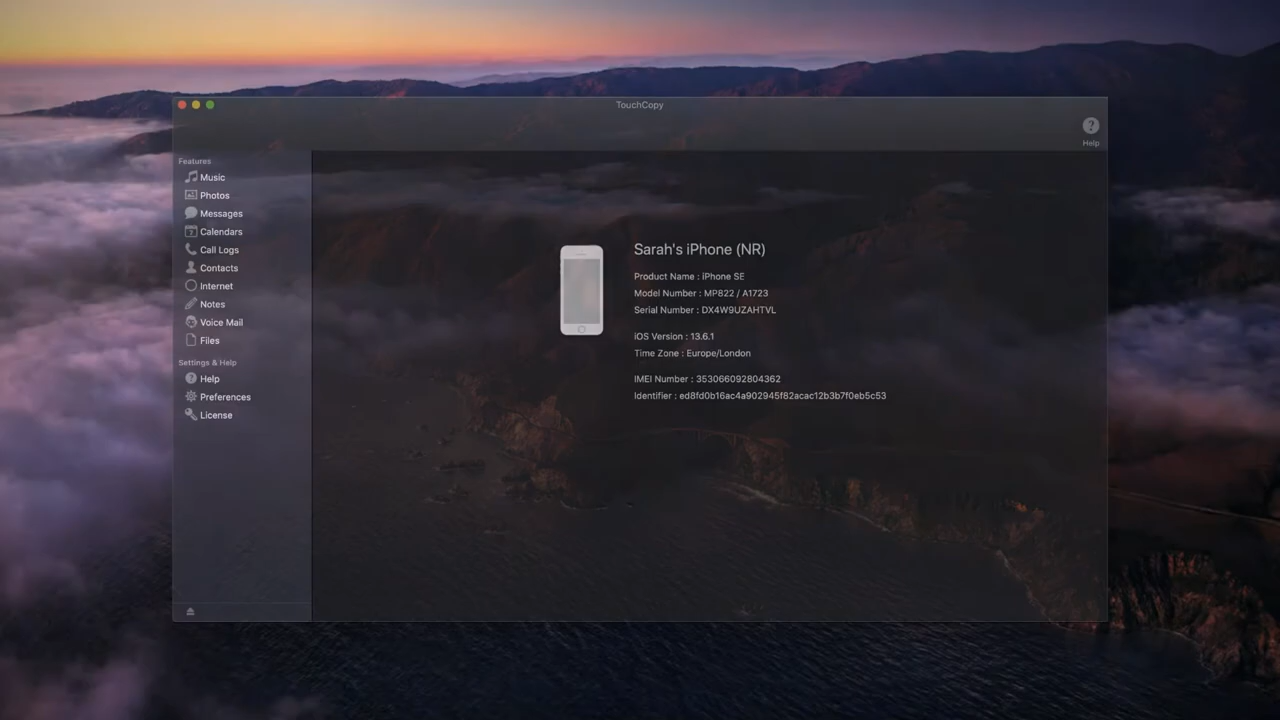 TouchCopy
?
Help
Features
Music
Photos
Messages
7
Calendars
Call Logs
Contacts
Internet
Notes
Voice Mail
Files
Settings & Help
?
Help
Preferences
License
Sarah's iPhone (NR)
Product Name : iPhone SE
Model Number : MP822 / A1723
Serial Number : DX4W9UZAHTVL
iOS Version : 13.6.1
Time Zone : Europe/London
IMEI Number : 353066092804362
Identifier : ed8fd0b16ac4a902945f82acac12b3b7f0eb5c53